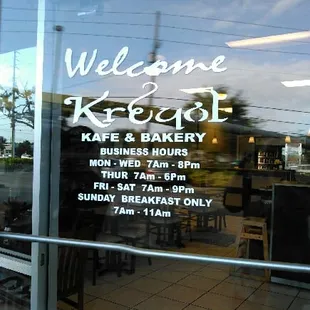 Welcome
2
Kreyol
KAFE & BAKERY
BUSINESS HOURS
MON - WED 7Am - 8Pm
THUR 7Am - 6Pm
FRI - SAT 7Am - 9Pm
SUNDAY BREAKFAST ONLY
7Am - 11Am